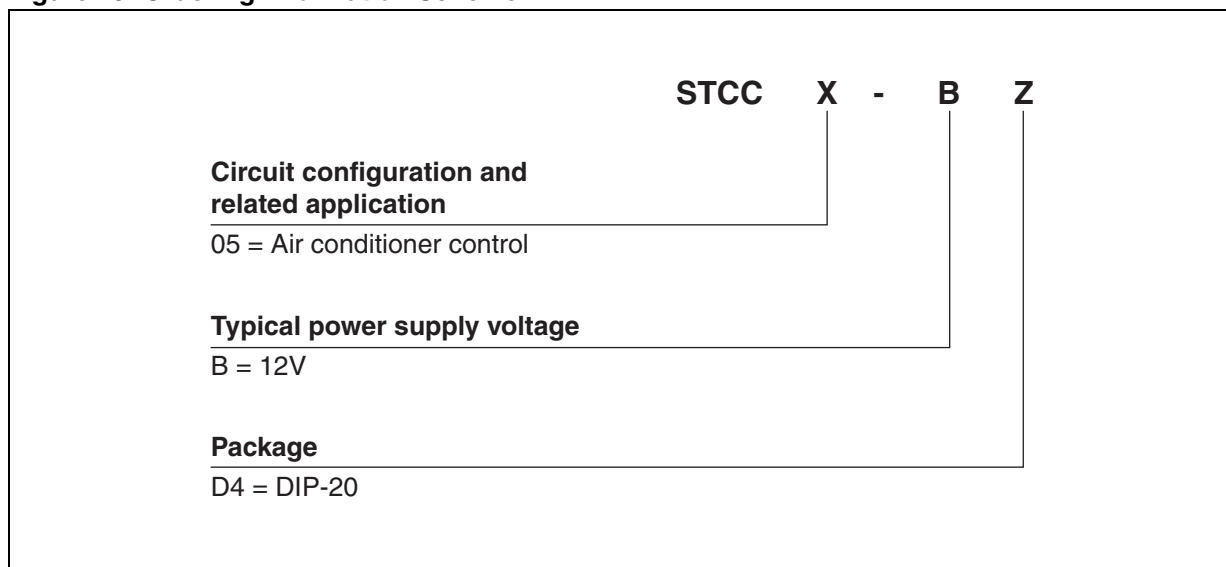 STCC X - B Z
Circuit configuration and
related application
05 = Air conditioner control
Typical power supply voltage
B = 12V
Package
D4 = DIP-20